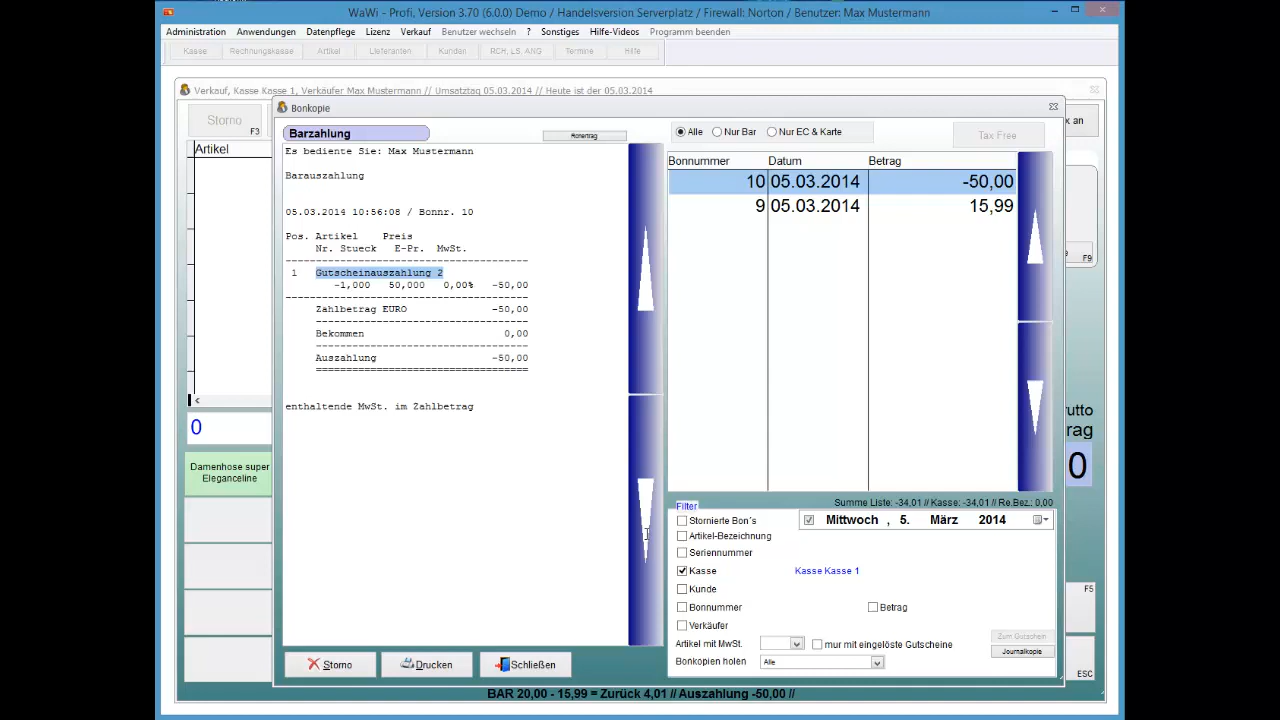 WaWi - Profi, Version 3.70 (6.0.0) Demo / Handelsversion Serverplatz / Firewall: Norton / Benutzer: Max Mustermann
Administration Anwendungen Datenpflege Lizenz Verkauf Benutzer wechseln ? Sonstiges Hilfe-Videos Programm beenden
Kasse Rechnungskasse Artikel Lieferanten Kunden RCH, LS, ANG Termine Hilfe
Verkauf, Kasse Kasse 1, Verkäufer Max Mustermann // Umsatztag 05.03.2014 // Heute ist der 05.03.2014
Storno
F3
Artikel
<
0
Damenhose super
Eleganceline
Bonkopie
Barzahlung
Es bediente Sie: Max Mustermann
Barauszahlung
05.03.2014 10:56:08 / Bonnr. 10
Pos. Artikel Preis
Nr. Stueck E-Pr. MwSt.
----------------------------------------
1 Gutscheinauszahlung 2
-1,000 50,000 0,00% -50,00
----------------------------------------
Zahlbetrag EURO -50,00
-----------------------------------
Bekommen 0,00
-----------------------------------
Auszahlung -50,00
===================================
enthaltende MwSt. im Zahlbetrag
Storno Drucken Schließen
Alle Nur Bar Nur EC & Karte
Tax Free
Bonnummer Datum Betrag
10 05.03.2014 -50,00
9 05.03.2014 15,99
Summe Liste: -34,01 // Kasse: -34,01 // Re.Bez.: 0,00
Filter
Stornierte Bon´s
Mittwoch , 5. März 2014
Artikel-Bezeichnung
Seriennummer
Kasse Kasse Kasse 1
Kunde
Bonnummer Betrag
Verkäufer
Artikel mit MwSt. nur mit eingelöste Gutscheine
Zum Gutschein
Bonkopien holen Alle
Journalkopie
an
F9
rag
0
F5
ESC
BAR 20,00 - 15,99 = Zurück 4,01 // Auszahlung -50,00 //